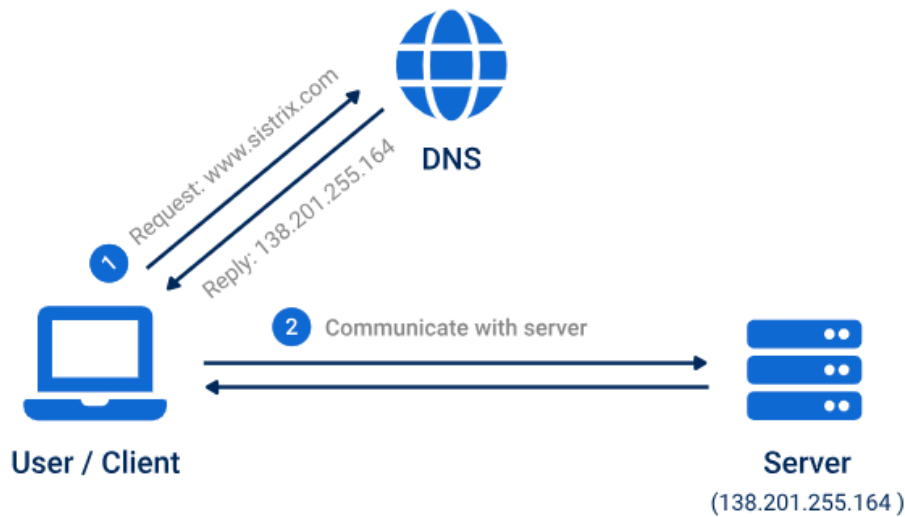 DNS
Request: www.sistrix.com
Reply: 138.201.255.164
1
2 Communicate with server
User / Client
Server
(138.201.255.164 )